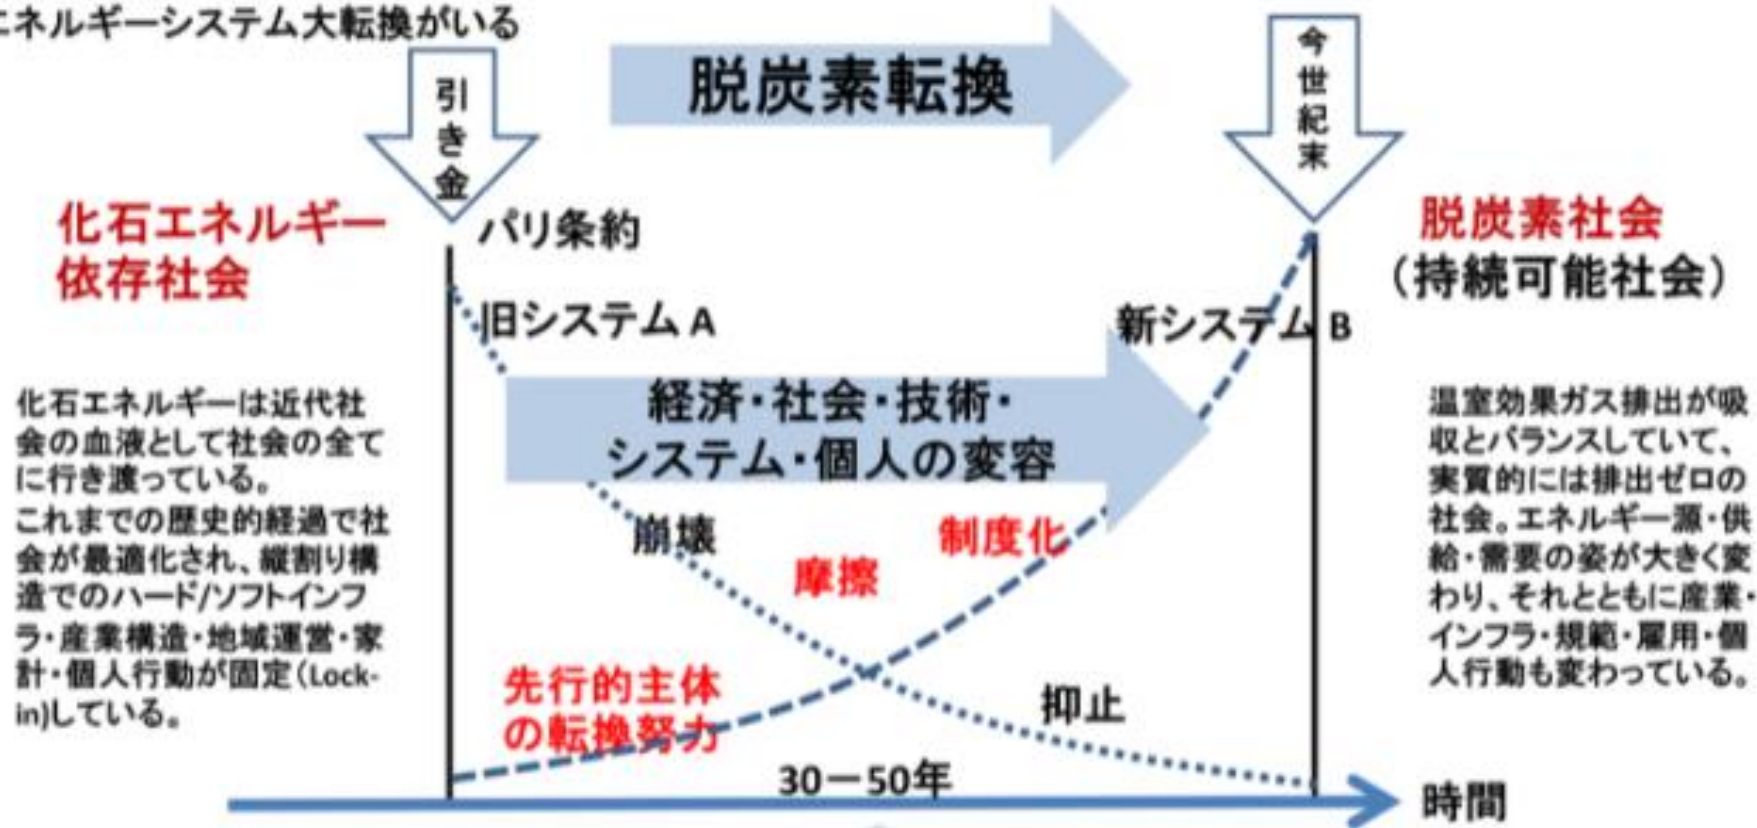 エネルギーシステム大転換がいる
引き金
脱炭素転換
今世紀末
化石エネルギー
依存社会
パリ条約
脱炭素社会
（持続可能社会）
旧システム A
新システム B
経済・社会・技術・
システム・個人の変容
化石エネルギーは近代社
会の血液として社会の全て
に行き渡っている。
これまでの歴史的経過で社
会が最適化され、縦割り構
造でのハード/ソフトインフ
ラ・産業構造・地域運営・家
計・個人行動が固定（Lock-
in)している。
温室効果ガス排出が吸
収とバランスしていて、
実質的には排出ゼロの
社会。エネルギー源・供
給・需要の姿が大きく変
わり、それとともに産業・
インフラ・規範・雇用・個
人行動も変わっている。
崩壊
摩擦
制度化
先行的主体
の転換努力
抑止
30－50年
時間